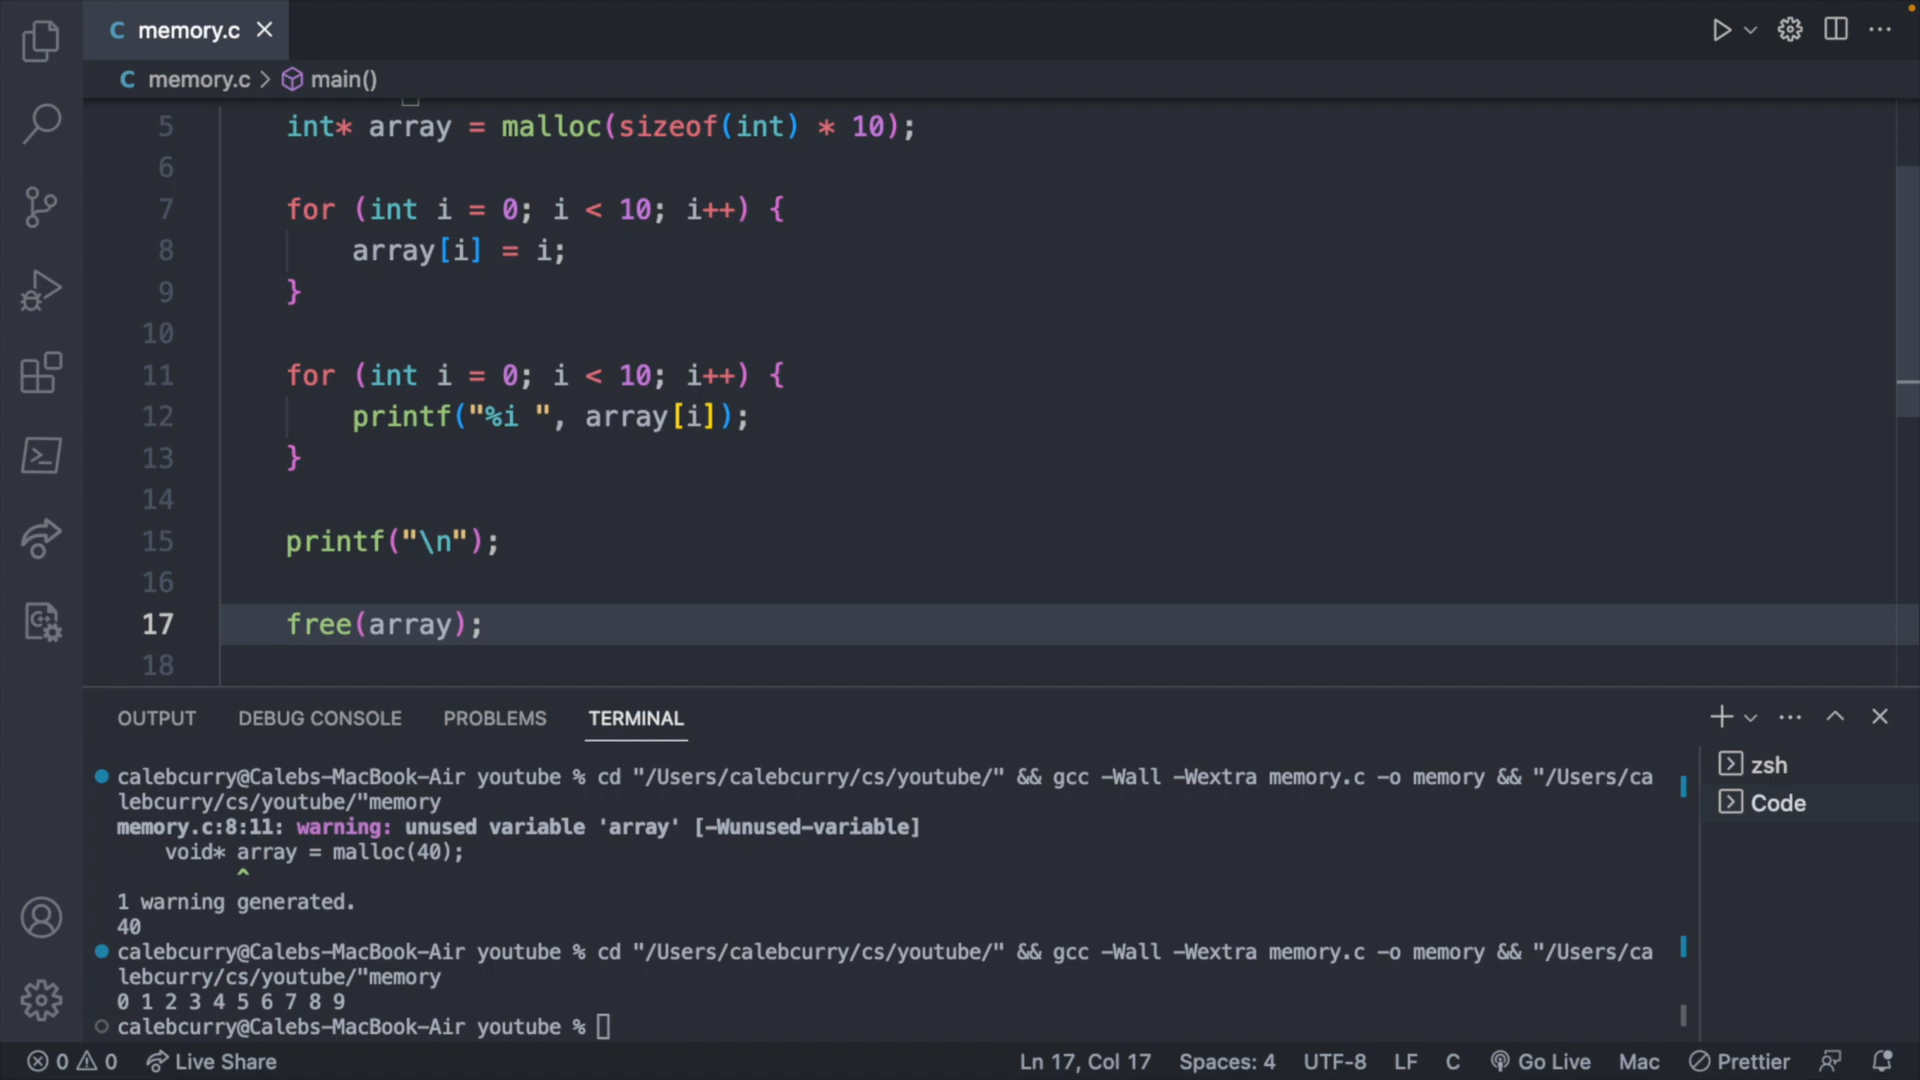 C memory.c
C memory.c > main()
5 int* array = malloc(sizeof(int) * 10);
6
7 for (int i = 0; i < 10; i++) {
8 array[i] = i;
9 }
10
11 for (int i = 0; i < 10; i++) {
12 printf("%i ", array[i]);
13 }
14
15 printf("\n");
16
17 free(array);
18
OUTPUT DEBUG CONSOLE PROBLEMS TERMINAL
calebcurry@Calebs-MacBook-Air youtube % cd "/Users/calebcurry/cs/youtube/" && gcc -Wall -Wextra memory.c -o memory && "/Users/ca
lebcurry/cs/youtube/"memory
memory.c:8:11: warning: unused variable 'array' [-Wunused-variable]
void* array = malloc(40);
^
1 warning generated.
40
calebcurry@Calebs-MacBook-Air youtube % cd "/Users/calebcurry/cs/youtube/" && gcc -Wall -Wextra memory.c -o memory && "/Users/ca
lebcurry/cs/youtube/"memory
0 1 2 3 4 5 6 7 8 9
calebcurry@Calebs-MacBook-Air youtube %
zsh
Code
0 0 Live Share Ln 17, Col 17 Spaces: 4 UTF-8 LF C Go Live Mac Prettier